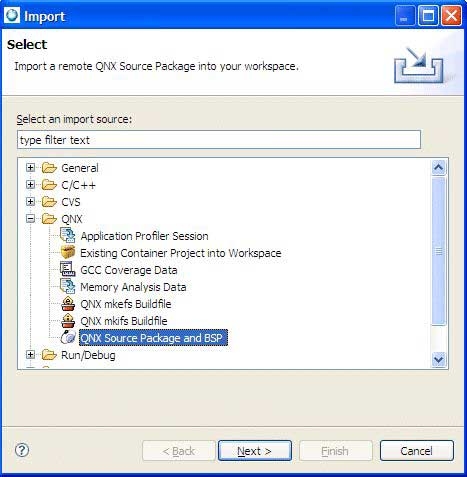 Import
Select
Import a remote QNX Source Package into your workspace.
Select an import source:
type filter text
General
C/C++
CVS
QNX
Application Profiler Session
Existing Container Project into Workspace
GCC Coverage Data
Memory Analysis Data
QNX mkefs Buildfile
QNX mkifs Buildfile
QNX Source Package and BSP
Run/Debug
? < Back Next > Finish Cancel